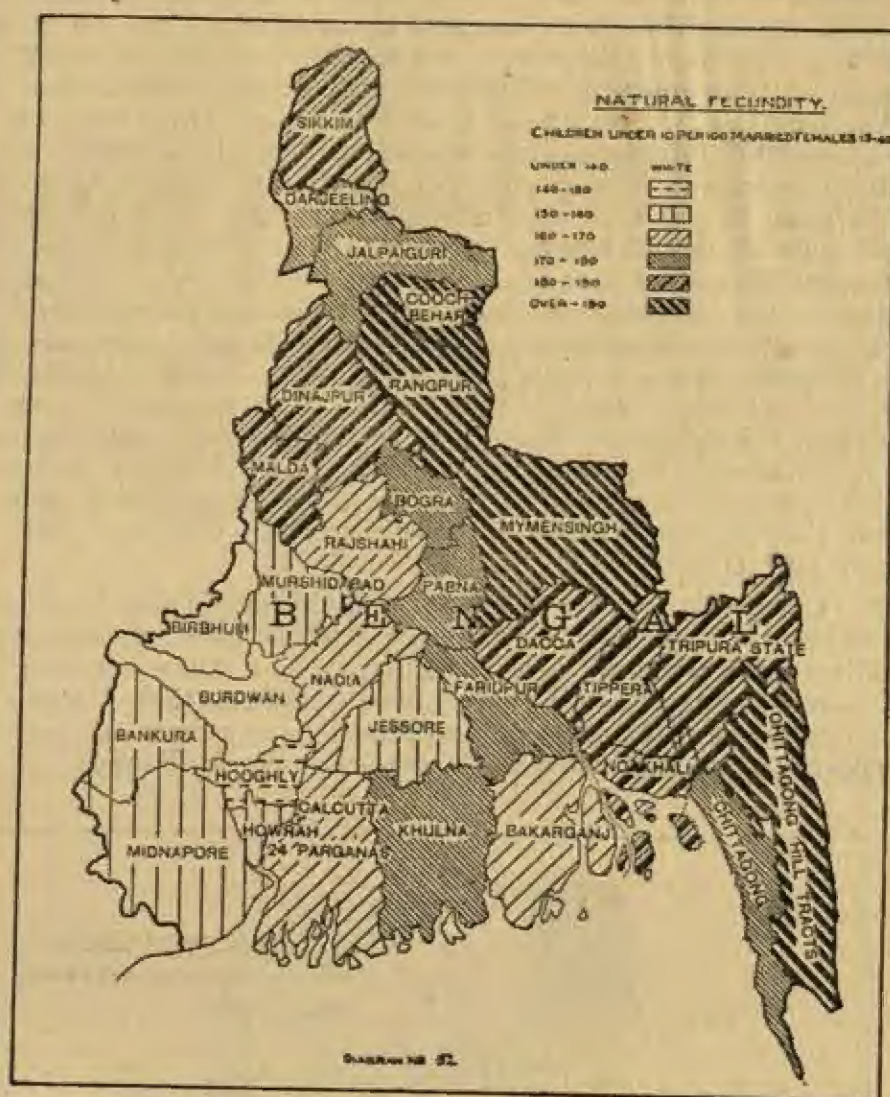 NATURAL FECUNDITY.
CHILDREN UNDER 10 PER 100 MARRIED FEMALES
UNDER 140. WHITE
140-150
150-160
160-170
170-180
180-190
OVER-190
SIKKIM
DARJEELING
JALPAIGURI
COOCH
BEHAR
RANGPUR
DINAJPUR
MALDA
BOGRA
MYMENSINGH
RAJSHAHI
MURSHIDABAD
PABNA
BENGAL
BIRBHUM
DACCA
TRIPURA STATE
NADIA
FARIDPUR
TIPPERA
BURDWAN
JESSORE
BANKURA
NOAKHALI
CHITTAGONG HILL TRACTS
HOOGHLY
CALCUTTA
CHITTAGONG
HOWRAH
KHULNA
BAKARGANJ
MIDNAPORE
24 PARGANAS
DIAGRAM NO 52.